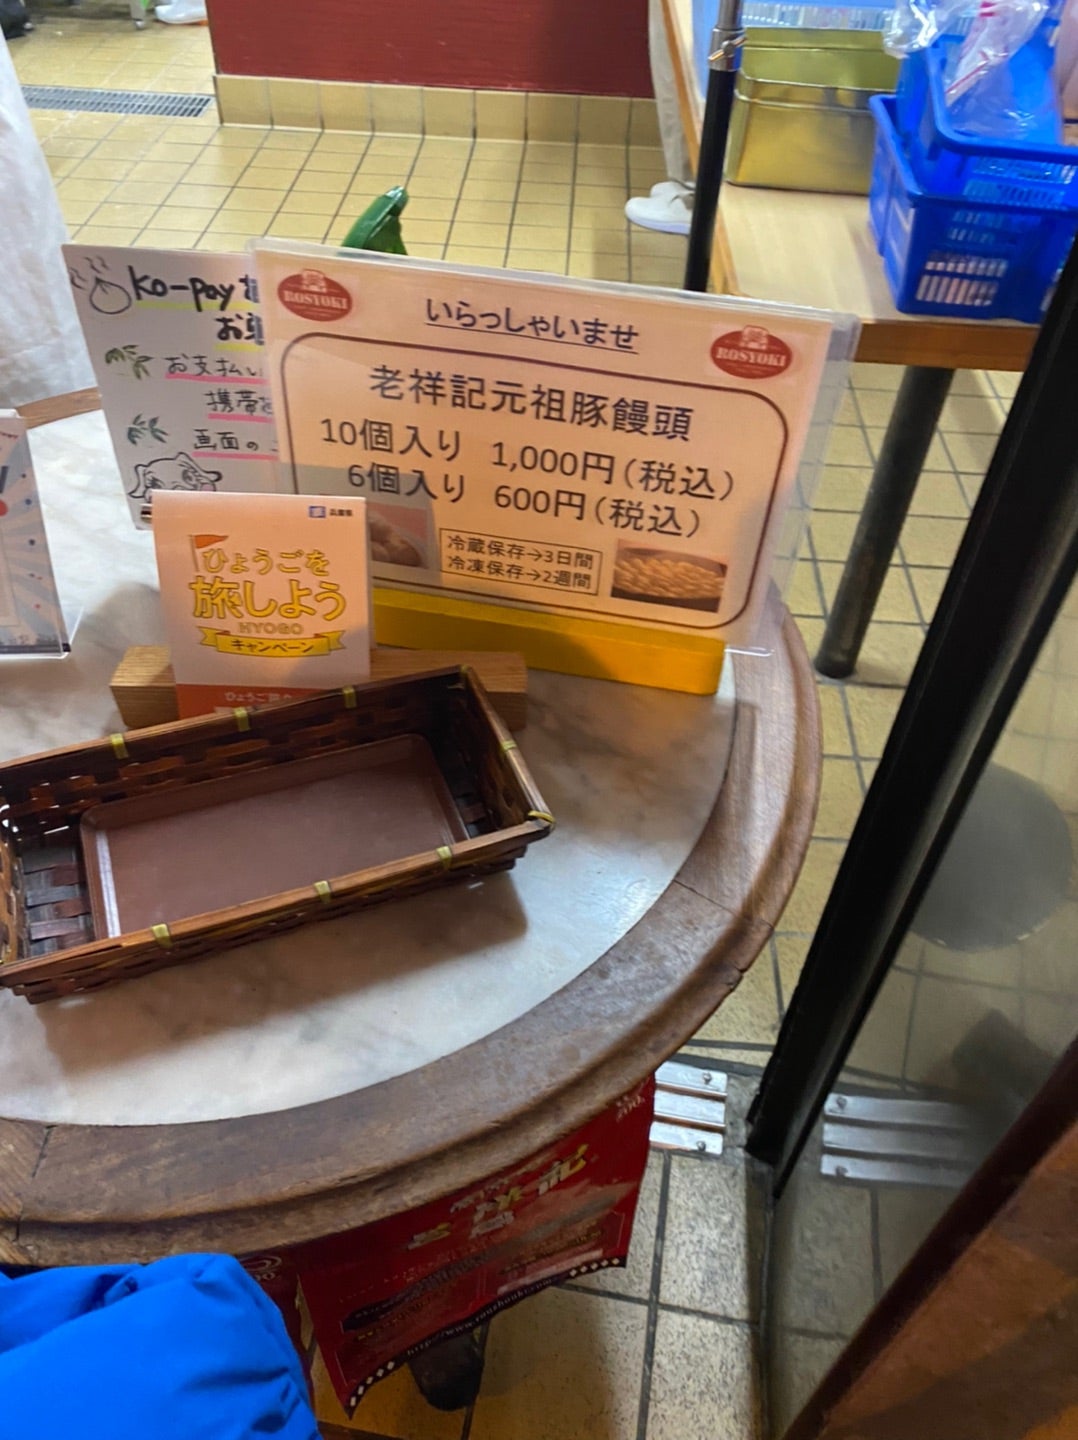 ko-pay
お支払い
携帯
画面の
ROSYOKI
いらっしゃいませ
ROSYOKI
老祥記元祖豚饅頭
10個入り 1,000円(税込)
6個入り 600円(税込)
冷蔵保存→3日間
冷凍保存→2週間
兵庫県
ひょうごを
旅しよう
HYOGO
キャンペーン
ひょうご